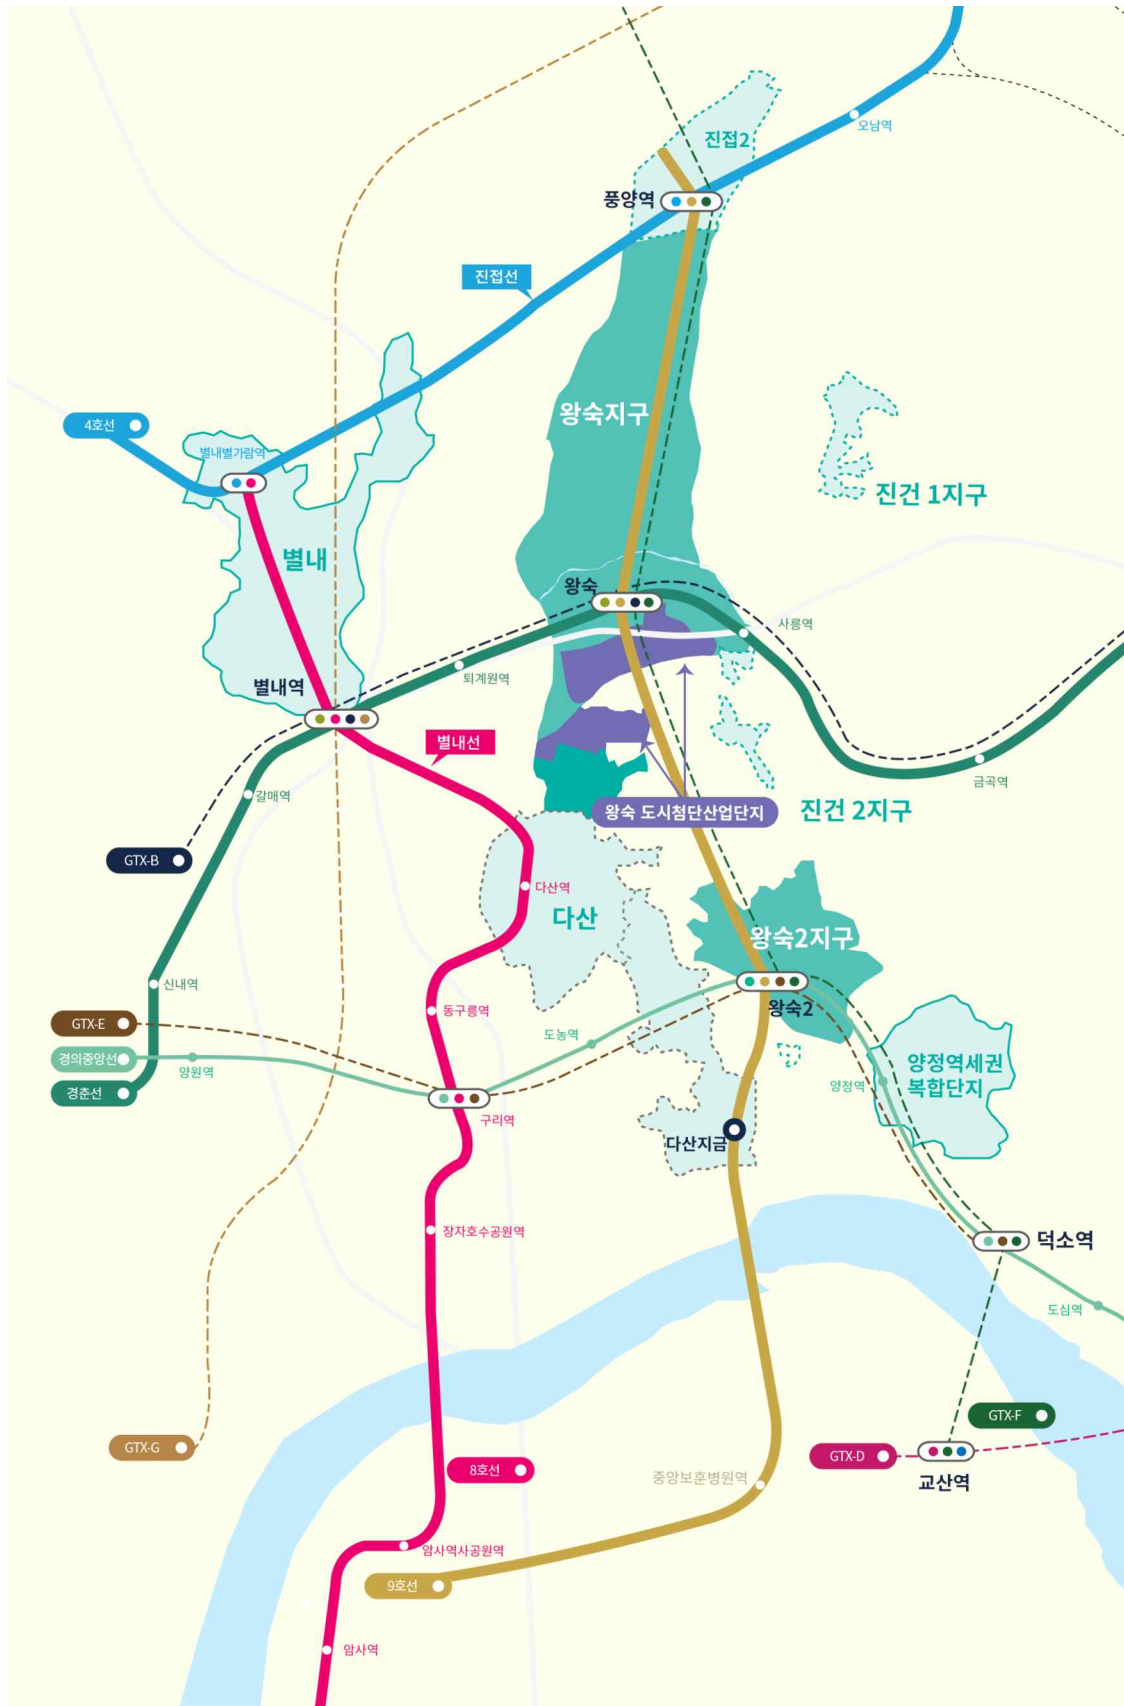 진접2
오남역
풍양역
진접선
왕숙지구
4호선
별내별가람역
진건 1지구
별내
왕숙
사릉역
퇴계원역
별내역
별내선
금곡역
갈매역
왕숙 도시첨단산업단지
진건 2지구
GTX-B
다산역
다산
왕숙2지구
신내역
왕숙2
동구릉역
GTX-E
도농역
경의중앙선
양원역
양정역세권
복합단지
양정역
경춘선
구리역
다산지금
장자호수공원역
덕소역
도심역
GTX-F
GTX-G
GTX-D
8호선
중앙보훈병원역
교산역
암사역사공원역
9호선
암사역